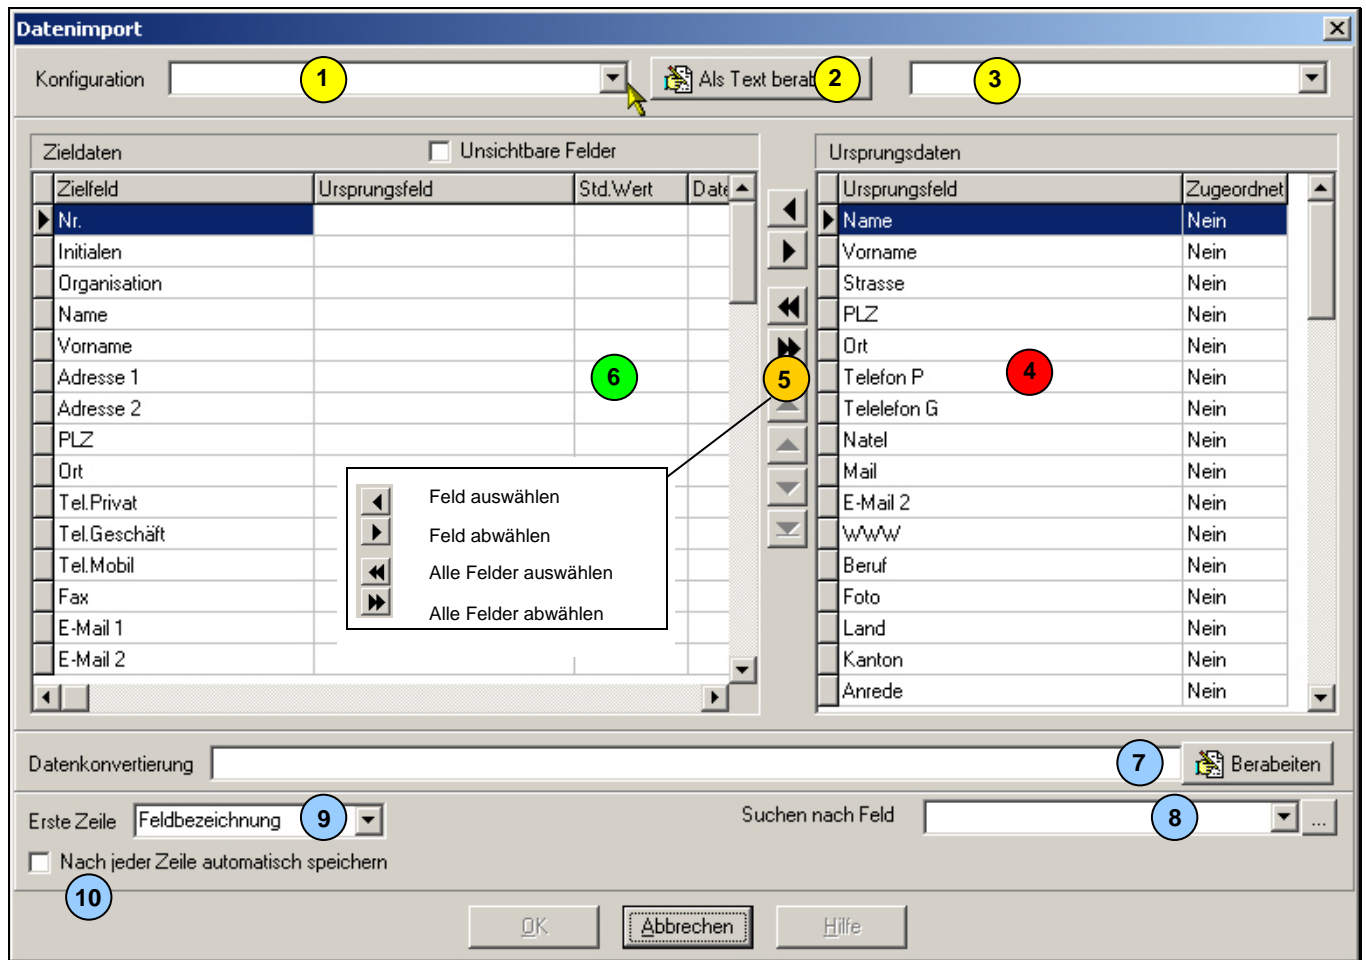 Datenimport
Konfiguration 1 Als Text berab 2 3
Zieldaten Unsichtbare Felder
Zielfeld Ursprungsfeld Std.Wert Date
Nr.
Initialen
Organisation
Name
Vorname
Adresse 1
Adresse 2
PLZ
Ort
Tel.Privat
Tel.Geschäft
Tel.Mobil
Fax
E-Mail 1
E-Mail 2
6
5
Feld auswählen
Feld abwählen
Alle Felder auswählen
Alle Felder abwählen
Ursprungsdaten
Ursprungsfeld Zugeordnet
Name Nein
Vorname Nein
Strasse Nein
PLZ Nein
Ort Nein
Telefon P 4 Nein
Telelefon G Nein
Natel Nein
Mail Nein
E-Mail 2 Nein
WWW Nein
Beruf Nein
Foto Nein
Land Nein
Kanton Nein
Anrede Nein
Datenkonvertierung 7 Berabeiten
Erste Zeile Feldbezeichnung 9 Suchen nach Feld 8 ...
Nach jeder Zeile automatisch speichern
10
OK Abbrechen Hilfe